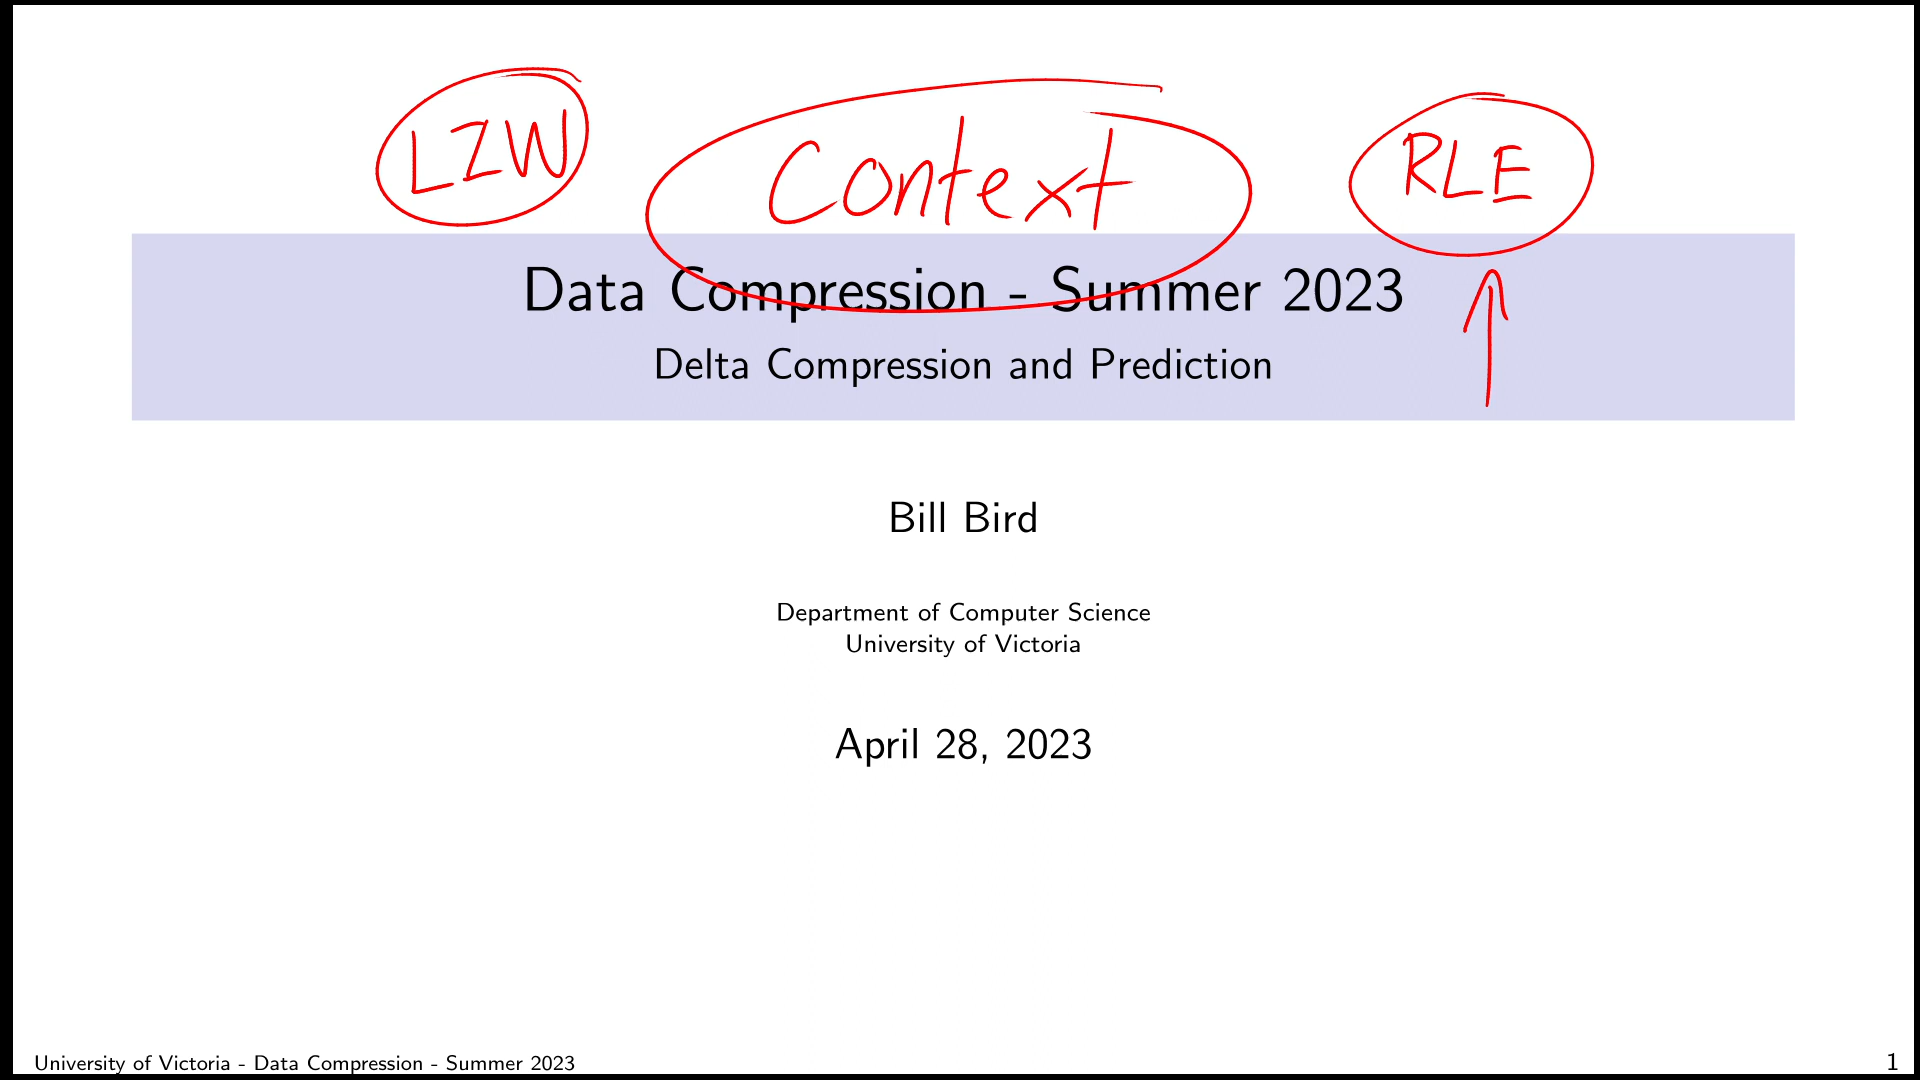 LZW Context RLE
Data Compression - Summer 2023
Delta Compression and Prediction
Bill Bird
Department of Computer Science
University of Victoria
April 28, 2023
University of Victoria - Data Compression - Summer 2023 1